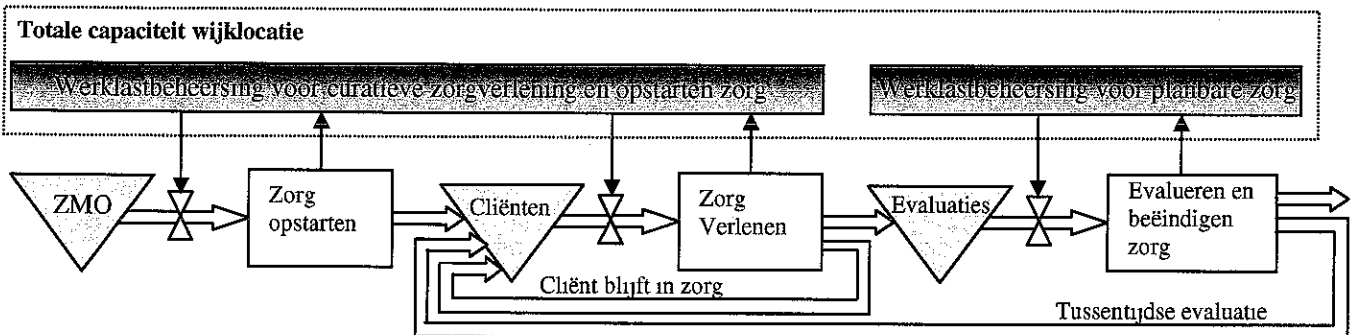 Totale capaciteit wijklocatie
Werklastbeheersing voor curatieve zorgverlening en opstarten zorg
Werklastbeheersing voor planbare zorg
ZMO
Zorg
opstarten
Cliënten
Zorg
Verlenen
Evaluaties
Evalueren en
beëindigen
zorg
Cliënt blijft in zorg
Tussentijdse evaluatie